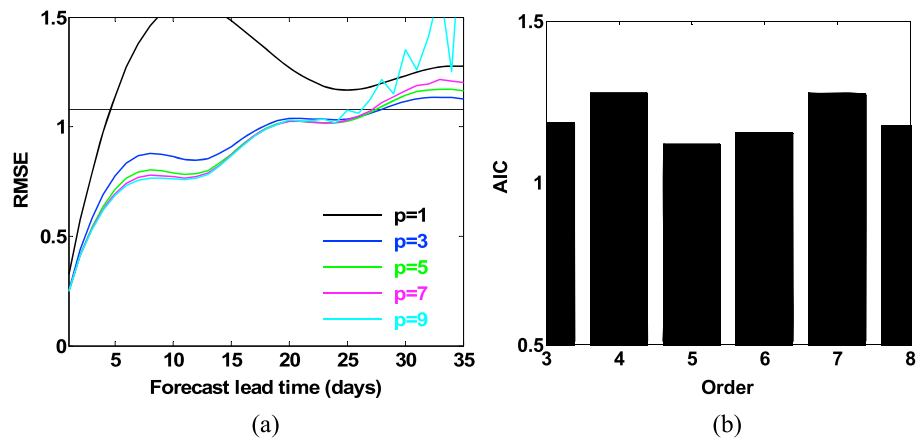 1.5
1
0.5
0
RMSE
5 10 15 20 25 30 35
Forecast lead time (days)
p=1
p=3
p=5
p=7
p=9
(a)
1.5
1
0.5
AIC
3 4 5 6 7 8
Order
(b)